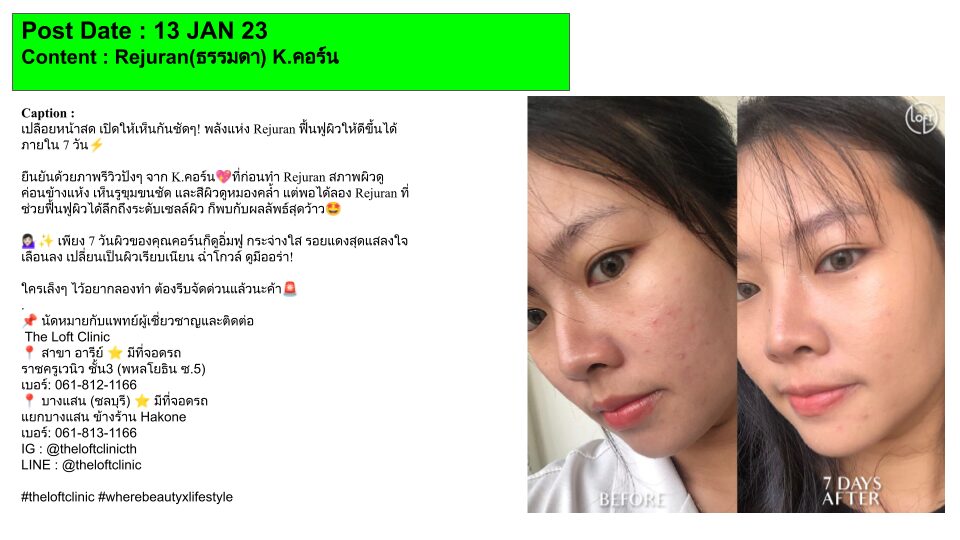 Post Date : 13 JAN 23
Content : Rejuran(ธรรมดา) K.คอร์น
Caption :
เปลือยหน้าสด เปิดให้เห็นกันชัดๆ! พลังแห่ง Rejuran ฟื้นฟูผิวให้ดีขึ้นได้
ภายใน 7 วัน⚡
ยืนยันด้วยภาพรีวิวปังๆ จาก K.คอร์น💖ที่ก่อนทำ Rejuran สภาพผิวดู
ค่อนข้างแห้ง เห็นรูขุมขนชัด และสีผิวดูหมองคล้ำ แต่พอได้ลอง Rejuran ที่
ช่วยฟื้นฟูผิวได้ลึกถึงระดับเซลล์ผิว ก็พบกับผลลัพธ์สุดว้าว🤩
💆🏻‍♀️✨ เพียง 7 วันผิวของคุณคอร์นก็ดูอิ่มฟู กระจ่างใส รอยแดงสุดแสลงใจ
เลือนลง เปลี่ยนเป็นผิวเรียบเนียน ฉ่ำโกลว์ ดูมีออร่า!
ใครเล็งๆ ไว้อยากลองทำ ต้องรีบจัดด่วนแล้วนะค้า🚨
.
📌 นัดหมายกับแพทย์ผู้เชี่ยวชาญและติดต่อ
The Loft Clinic
📍 สาขา อารีย์ ⭐ มีที่จอดรถ
ราชครูเวนิว ชั้น3 (พหลโยธิน ซ.5)
เบอร์: 061-812-1166
📍 บางแสน (ชลบุรี) ⭐ มีที่จอดรถ
แยกบางแสน ข้างร้าน Hakone
เบอร์: 061-813-1166
IG : @theloftclinicth
LINE : @theloftclinic
#theloftclinic #wherebeautyxlifestyle
Loft
BEFORE
7 DAYS
AFTER